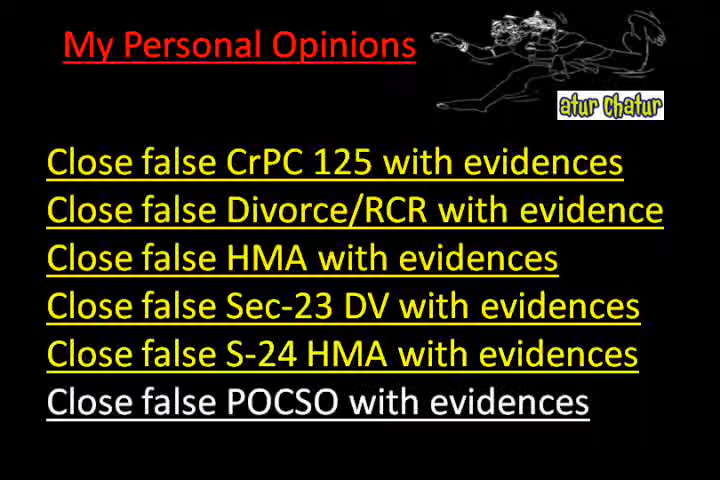 My Personal Opinions
atur Chatur
Close false CrPC 125 with evidences
Close false Divorce/RCR with evidence
Close false HMA with evidences
Close false Sec-23 DV with evidences
Close false S-24 HMA with evidences
Close false POCSO with evidences